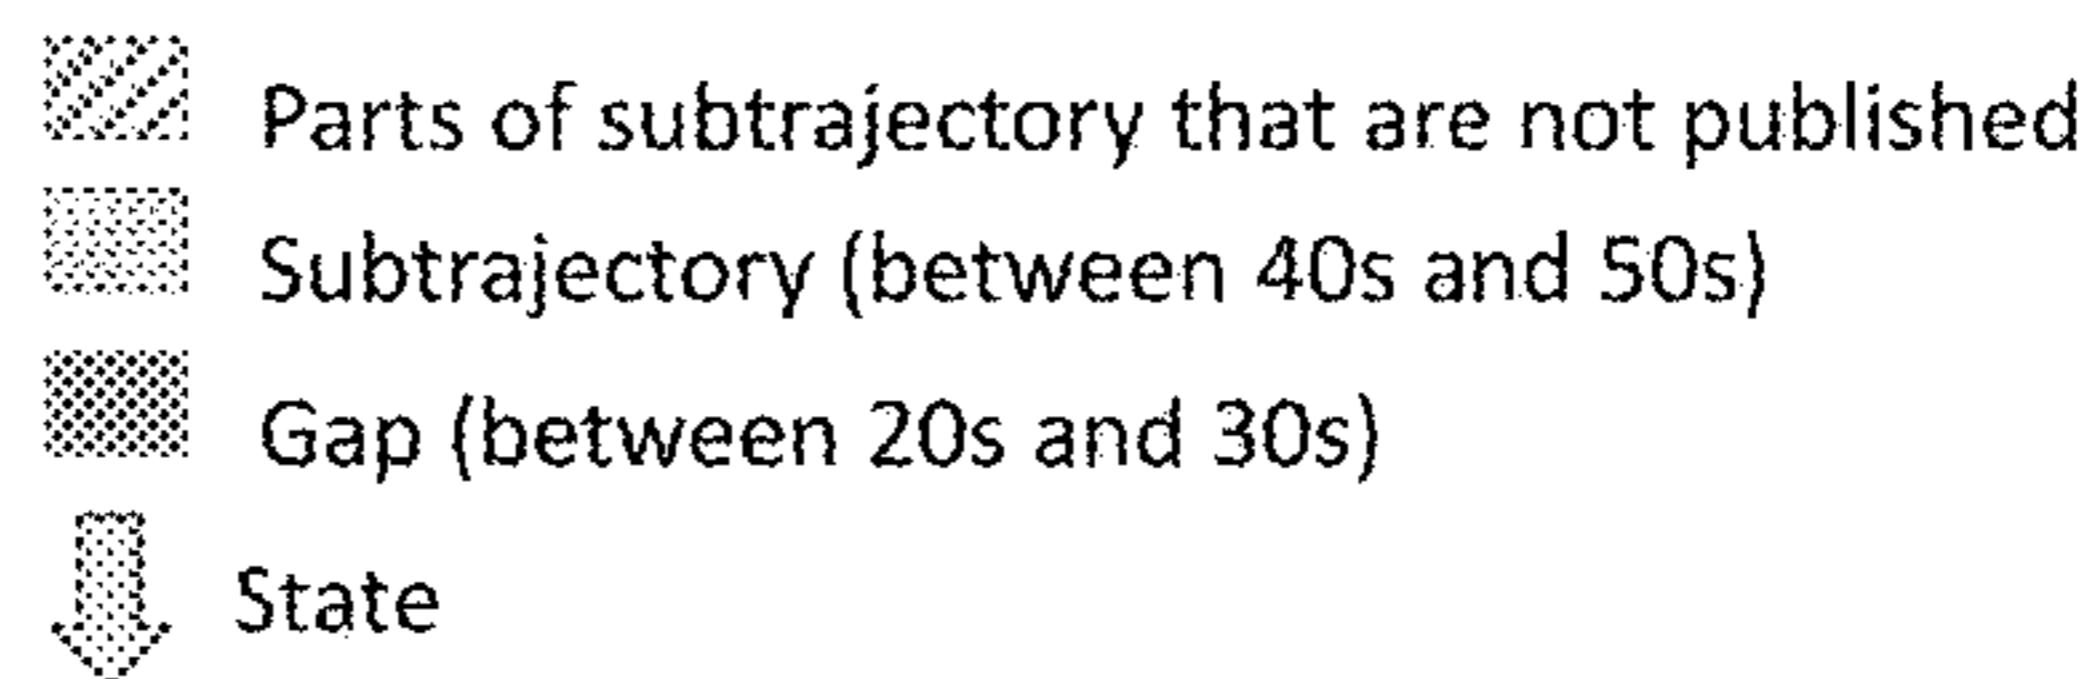 Parts of subtrajectory that are not published
Subtrajectory (between 40s and 50s)
Gap (between 20s and 30s)
State